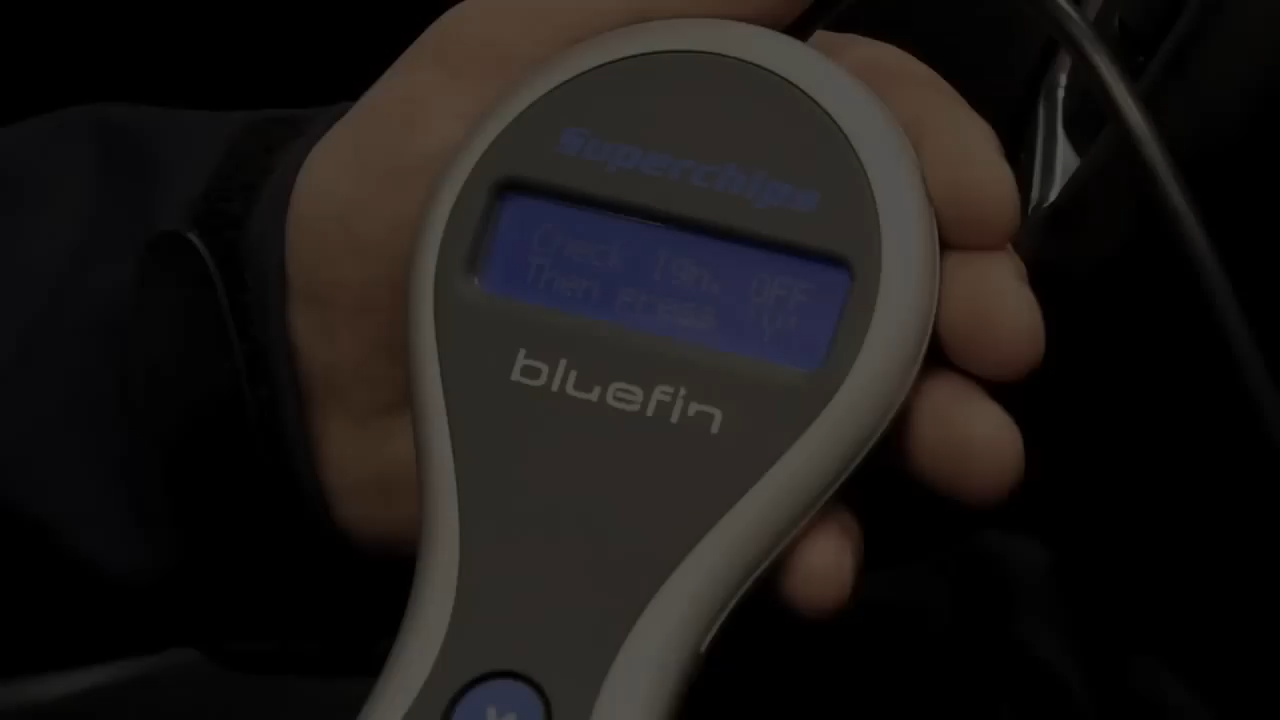 Superchips
Check Ign. OFF
Then press 'Y'
bluefin
Y